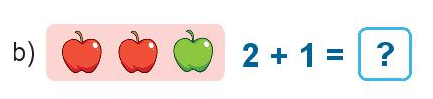 b) 2 + 1 = ?